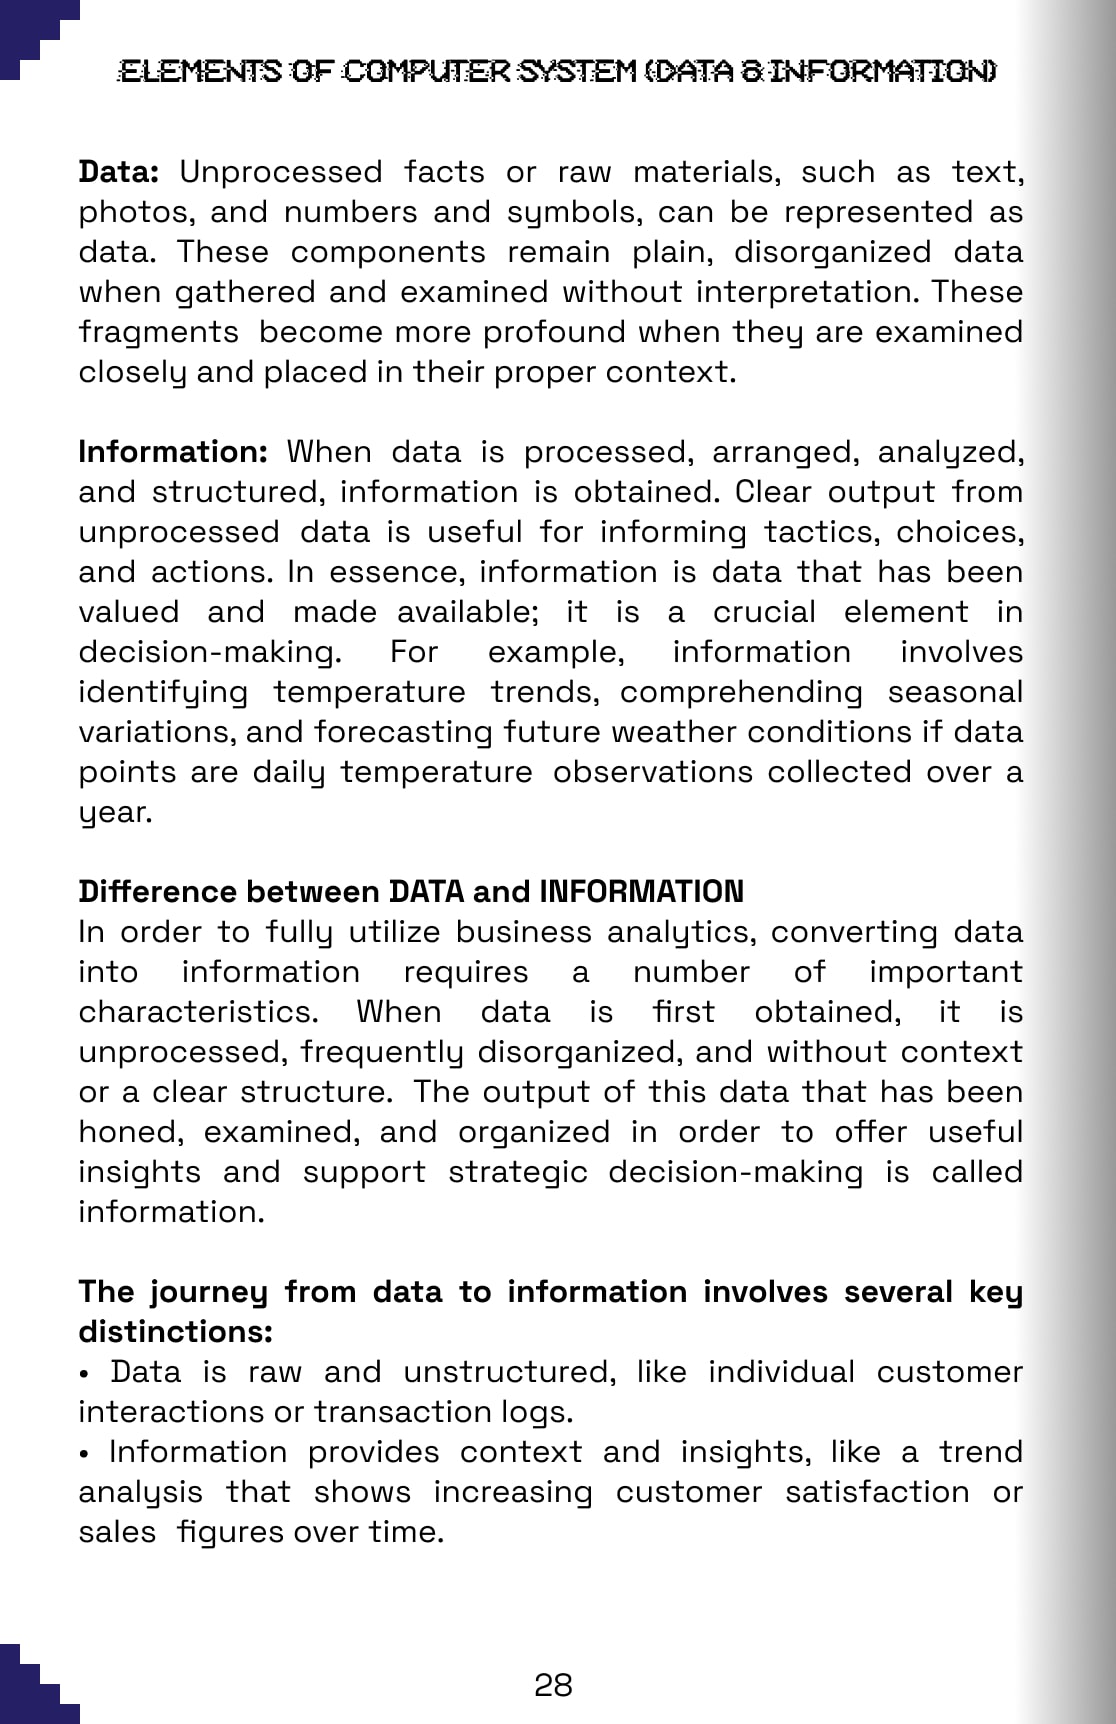 ELEMENTS OF COMPUTER SYSTEM (DATA & INFORMATION)
Data: Unprocessed facts or raw materials, such as text,
photos, and numbers and symbols, can be represented as
data. These components remain plain, disorganized data
when gathered and examined without interpretation. These
fragments become more profound when they are examined
closely and placed in their proper context.
Information: When data is processed, arranged, analyzed,
and structured, information is obtained. Clear output from
unprocessed data is useful for informing tactics, choices,
and actions. In essence, information is data that has been
valued and made available; it is a crucial element in
decision-making. For example, information involves
identifying temperature trends, comprehending seasonal
variations, and forecasting future weather conditions if data
points are daily temperature observations collected over a
year.
Difference between DATA and INFORMATION
In order to fully utilize business analytics, converting data
into information requires a number of important
characteristics. When data is first obtained, it is
unprocessed, frequently disorganized, and without context
or a clear structure. The output of this data that has been
honed, examined, and organized in order to offer useful
insights and support strategic decision-making is called
information.
The journey from data to information involves several key
distinctions:
• Data is raw and unstructured, like individual customer
interactions or transaction logs.
• Information provides context and insights, like a trend
analysis that shows increasing customer satisfaction or
sales figures over time.
28